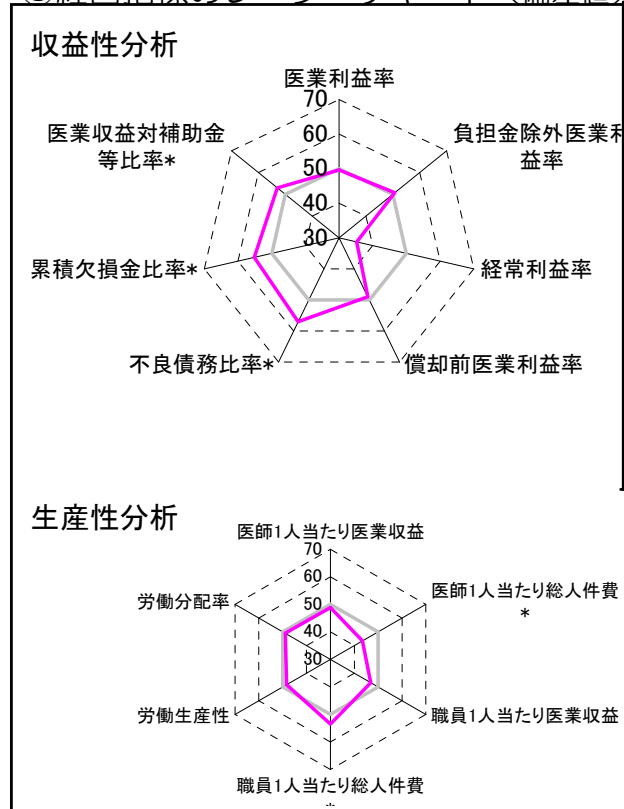 収益性分析
医業利益率
70
60
50
40
30
医業収益対補助金
等比率*
負担金除外医業利
益率
累積欠損金比率*
経常利益率
不良債務比率*
償却前医業利益率
生産性分析
医師1人当たり医業収益
70
60
50
40
30
労働分配率
医師1人当たり総人件費
*
労働生産性
職員1人当たり医業収益
職員1人当たり総人件費
*